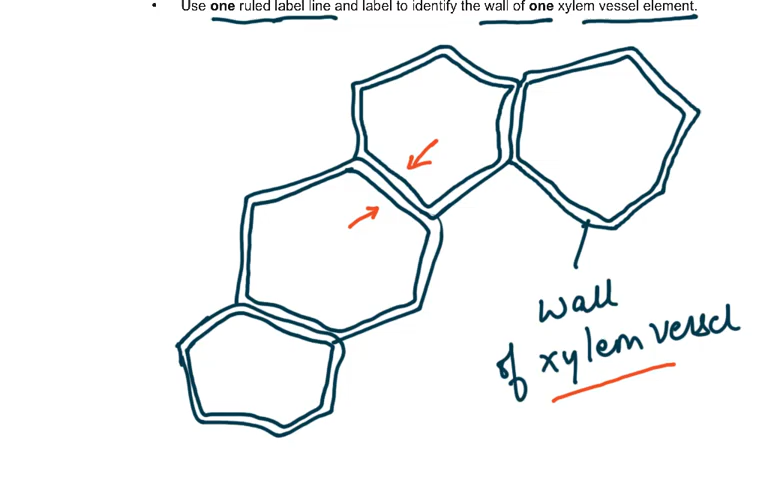 • Use one ruled label line and label to identify the wall of one xylem vessel element.
wall
of xylem vessel